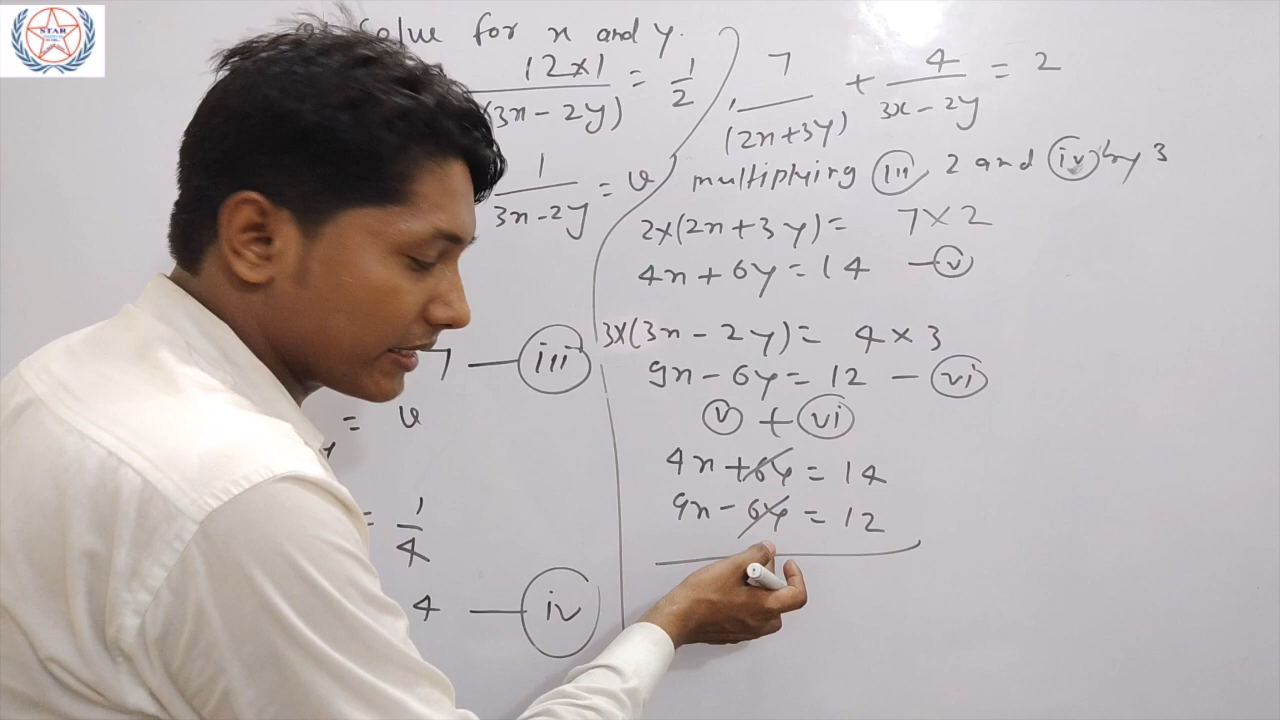 STAR
Solve for x and y.
12×1 / (3x-2y) = 1/2
1 / 3x-2y = v
7 — iii
= v
= 1/4
4 — iv
7 / (2x+3y) + 4 / 3x-2y = 2
multiplying iii, 2 and iv by 3
2×(2x+3y)= 7×2
4x+6y=14 — v
3×(3x-2y)= 4×3
9x-6y=12 — vi
v + vi
4x+6y=14
9x-6y=12